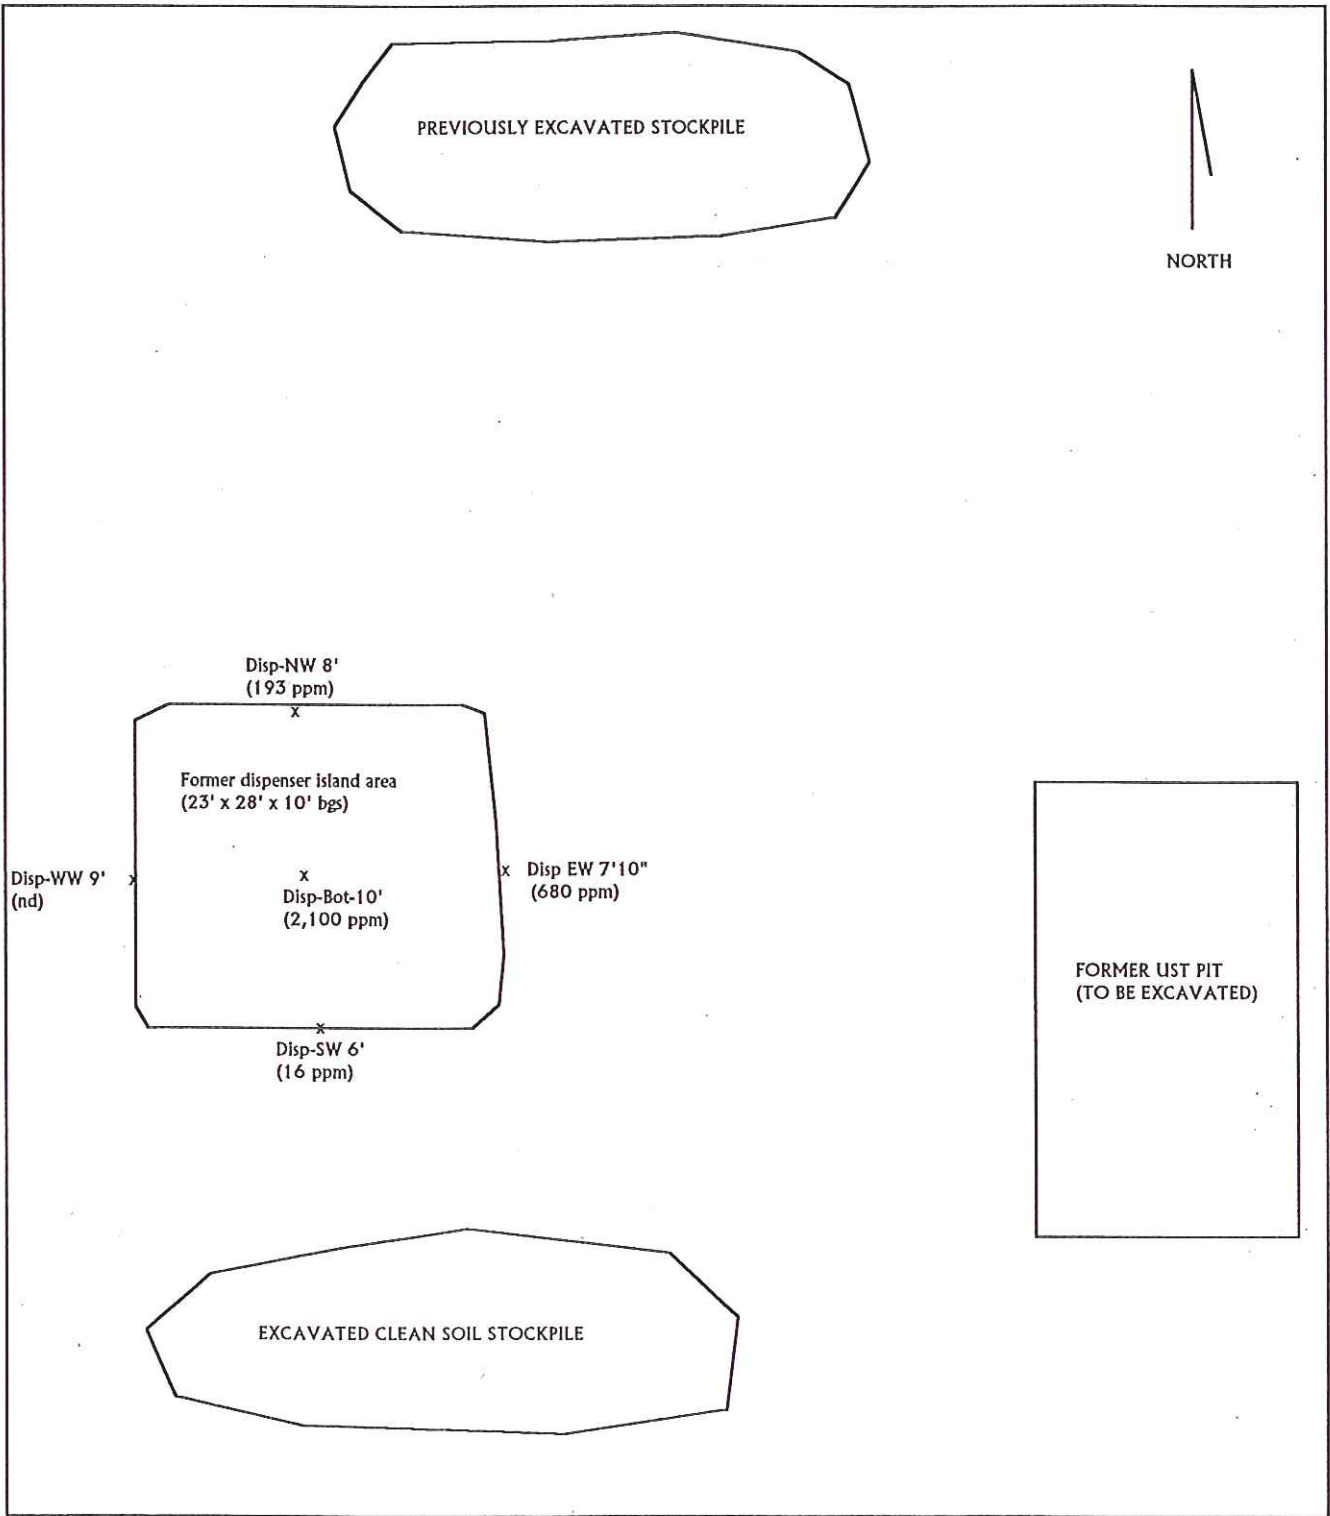 PREVIOUSLY EXCAVATED STOCKPILE
NORTH
Disp-NW 8'
(193 ppm)
x
Former dispenser island area
(23' x 28' x 10' bgs)
Disp-WW 9'
(nd)
x
x
Disp-Bot-10'
(2,100 ppm)
x
Disp EW 7'10"
(680 ppm)
FORMER UST PIT
(TO BE EXCAVATED)
x
Disp-SW 6'
(16 ppm)
EXCAVATED CLEAN SOIL STOCKPILE